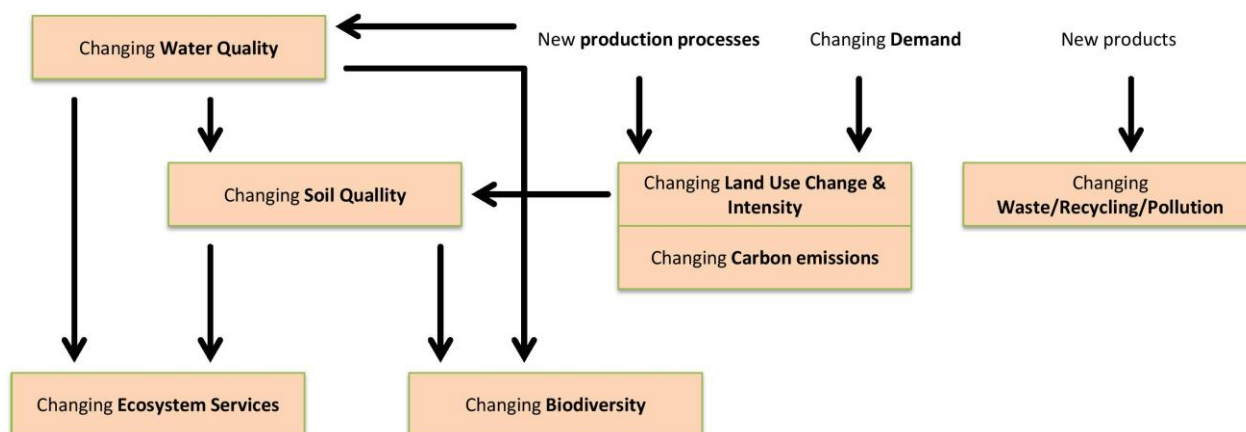 Changing Water Quality
New production processes
Changing Demand
New products
Changing Soil Quallity
Changing Land Use Change &
Intensity
Changing Carbon emissions
Changing
Waste/Recycling/Pollution
Changing Ecosystem Services
Changing Biodiversity